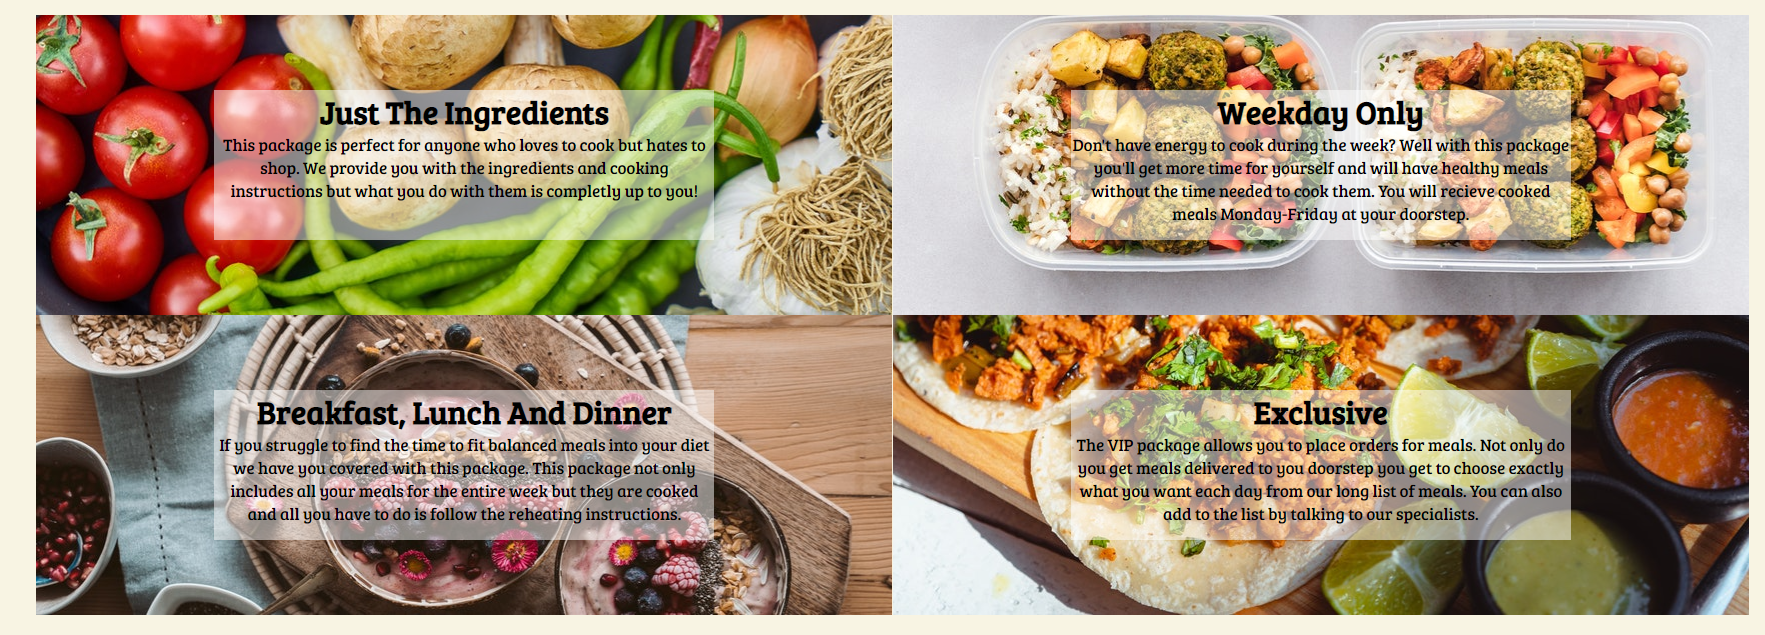 Just The Ingredients
This package is perfect for anyone who loves to cook but hates to
shop. We provide you with the ingredients and cooking
instructions but what you do with them is completly up to you!
Weekday Only
Don't have energy to cook during the week? Well with this package
you'll get more time for yourself and will have healthy meals
without the time needed to cook them. You will recieve cooked
meals Monday-Friday at your doorstep.
Breakfast, Lunch And Dinner
If you struggle to find the time to fit balanced meals into your diet
we have you covered with this package. This package not only
includes all your meals for the entire week but they are cooked
and all you have to do is follow the reheating instructions.
Exclusive
The VIP package allows you to place orders for meals. Not only do
you get meals delivered to you doorstep you get to choose exactly
what you want each day from our long list of meals. You can also
add to the list by talking to our specialists.